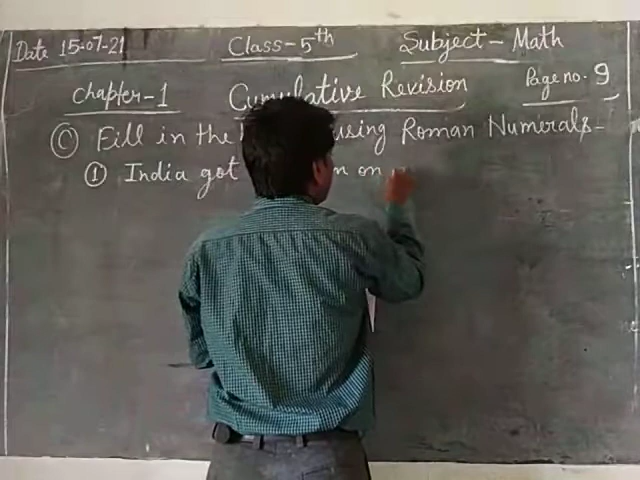 Date 15-07-21 Class-5th Subject- Math
Chapter-1 Cumulative Revision Page no. 9
C Fill in the using Roman Numerals-
1 India got on